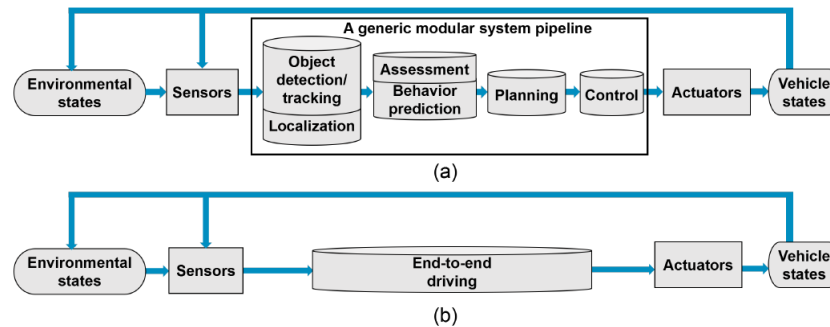 A generic modular system pipeline
Environmental
states
Sensors
Object
detection/
tracking
Localization
Assessment
Behavior
prediction
Planning
Control
Actuators
Vehicle
states
(a)
Environmental
states
Sensors
End-to-end
driving
Actuators
Vehicle
states
(b)